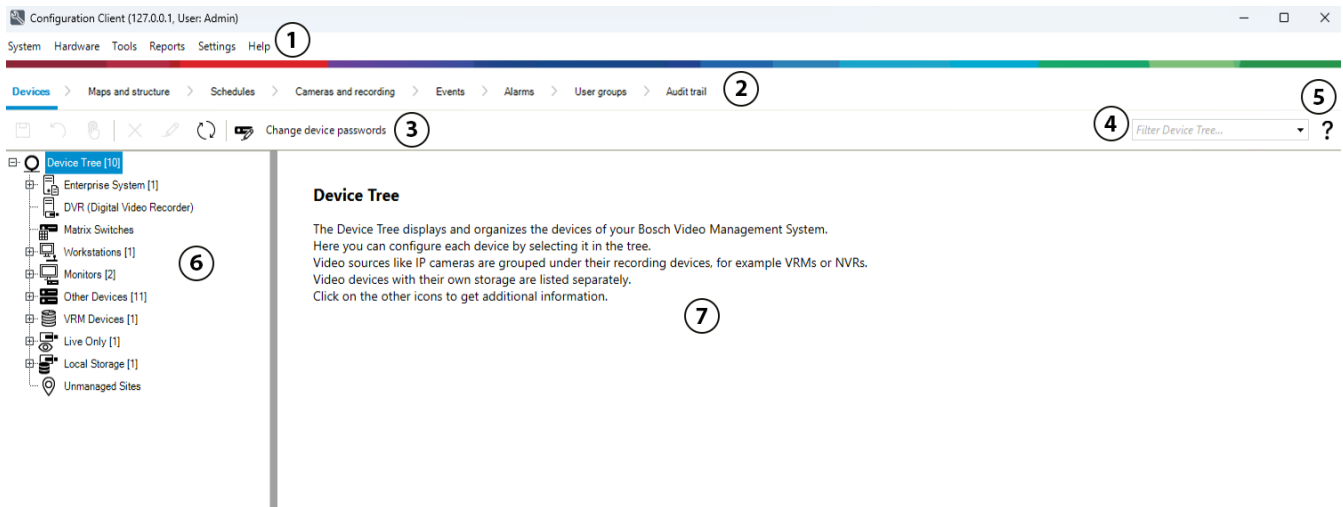 Configuration Client (127.0.0.1, User: Admin)
System Hardware Tools Reports Settings Help 1
Devices Maps and structure Schedules Cameras and recording Events Alarms User groups Audit trail 2
5
Change device passwords 3
4 Filter Device Tree... ?
Device Tree [10]
Enterprise System [1]
DVR (Digital Video Recorder)
Matrix Switches
Workstations [1]
6
Monitors [2]
Other Devices [11]
VRM Devices [1]
Live Only [1]
Local Storage [1]
Unmanaged Sites
Device Tree
The Device Tree displays and organizes the devices of your Bosch Video Management System.
Here you can configure each device by selecting it in the tree.
Video sources like IP cameras are grouped under their recording devices, for example VRMs or NVRs.
Video devices with their own storage are listed separately.
Click on the other icons to get additional information.
7